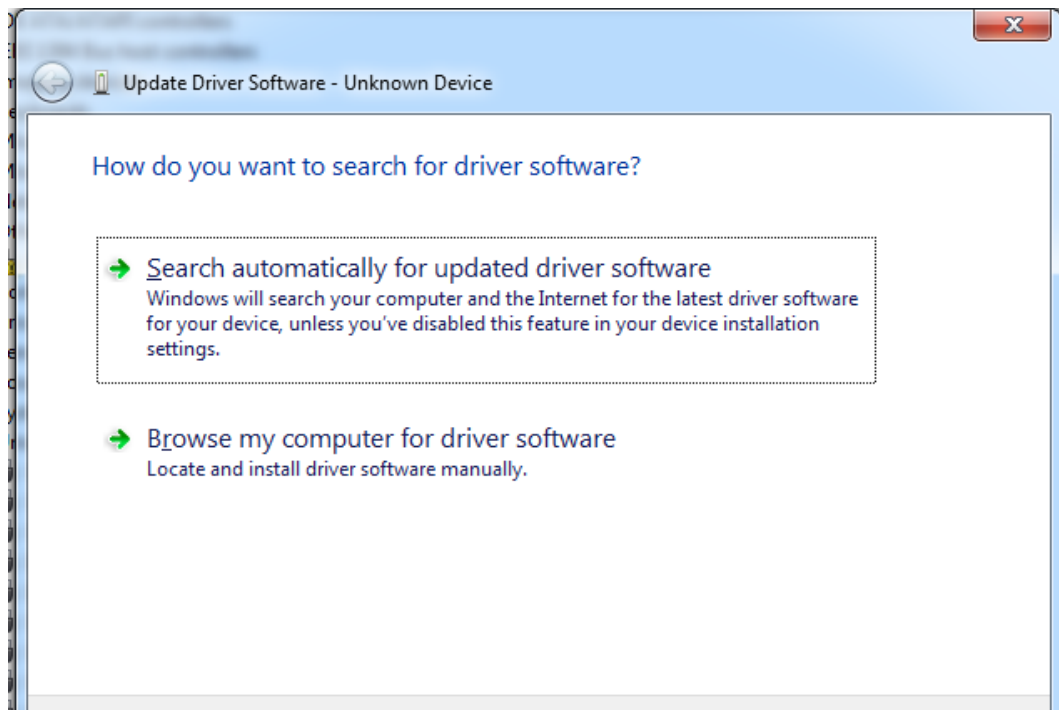 Update Driver Software - Unknown Device
How do you want to search for driver software?
Search automatically for updated driver software
Windows will search your computer and the Internet for the latest driver software
for your device, unless you've disabled this feature in your device installation
settings.
Browse my computer for driver software
Locate and install driver software manually.